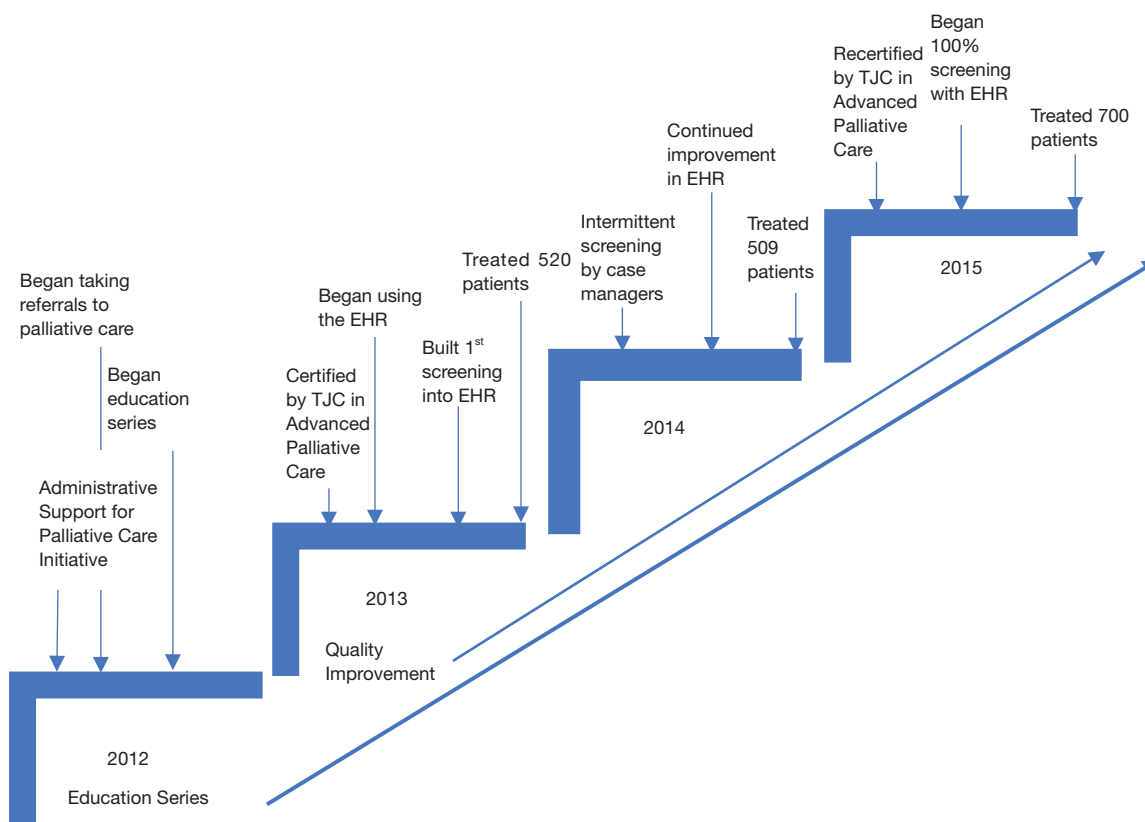 Began taking
referrals to
palliative care
Began
education
series
Administrative
Support for
Palliative Care
Initiative
2012
Education Series
Certified
by TJC in
Advanced
Palliative
Care
Began using
the EHR
Built 1st
screening
into EHR
Treated 520
patients
2013
Quality
Improvement
Intermittent
screening
by case
managers
Continued
improvement
in EHR
Treated
509
patients
2014
Recertified
by TJC in
Advanced
Palliative
Care
Began
100%
screening
with EHR
Treated 700
patients
2015